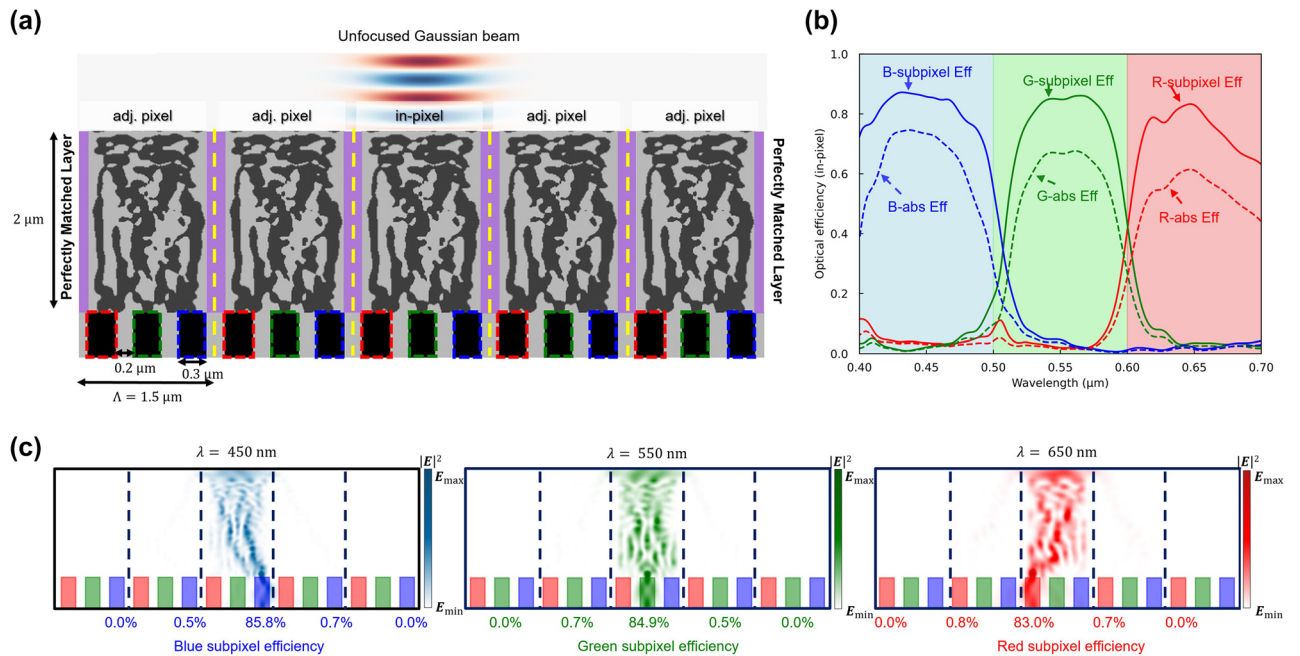 (a)
Unfocused Gaussian beam
adj. pixel
adj. pixel
in-pixel
adj. pixel
adj. pixel
Perfectly Matched Layer
Perfectly Matched Layer
2 μm
0.2 μm
0.3 μm
Λ = 1.5 μm
(b)
Optical efficiency (in-pixel)
1.0
0.8
0.6
0.4
0.2
0.0
B-subpixel Eff
G-subpixel Eff
R-subpixel Eff
B-abs Eff
G-abs Eff
R-abs Eff
0.40
0.45
0.50
0.55
0.60
0.65
0.70
Wavelength (μm)
(c)
λ = 450 nm
|E|²
Emax
Emin
0.0%
0.5%
85.8%
0.7%
0.0%
Blue subpixel efficiency
λ = 550 nm
|E|²
Emax
Emin
0.0%
0.7%
84.9%
0.5%
0.0%
Green subpixel efficiency
λ = 650 nm
|E|²
Emax
Emin
0.0%
0.8%
83.0%
0.7%
0.0%
Red subpixel efficiency